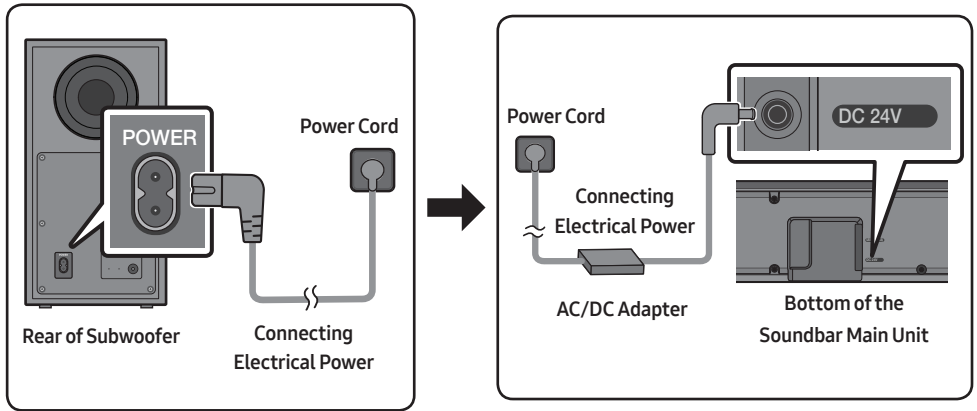 POWER
Power Cord
Rear of Subwoofer
Connecting
Electrical Power
Power Cord
DC 24V
Connecting
Electrical Power
AC/DC Adapter
Bottom of the
Soundbar Main Unit